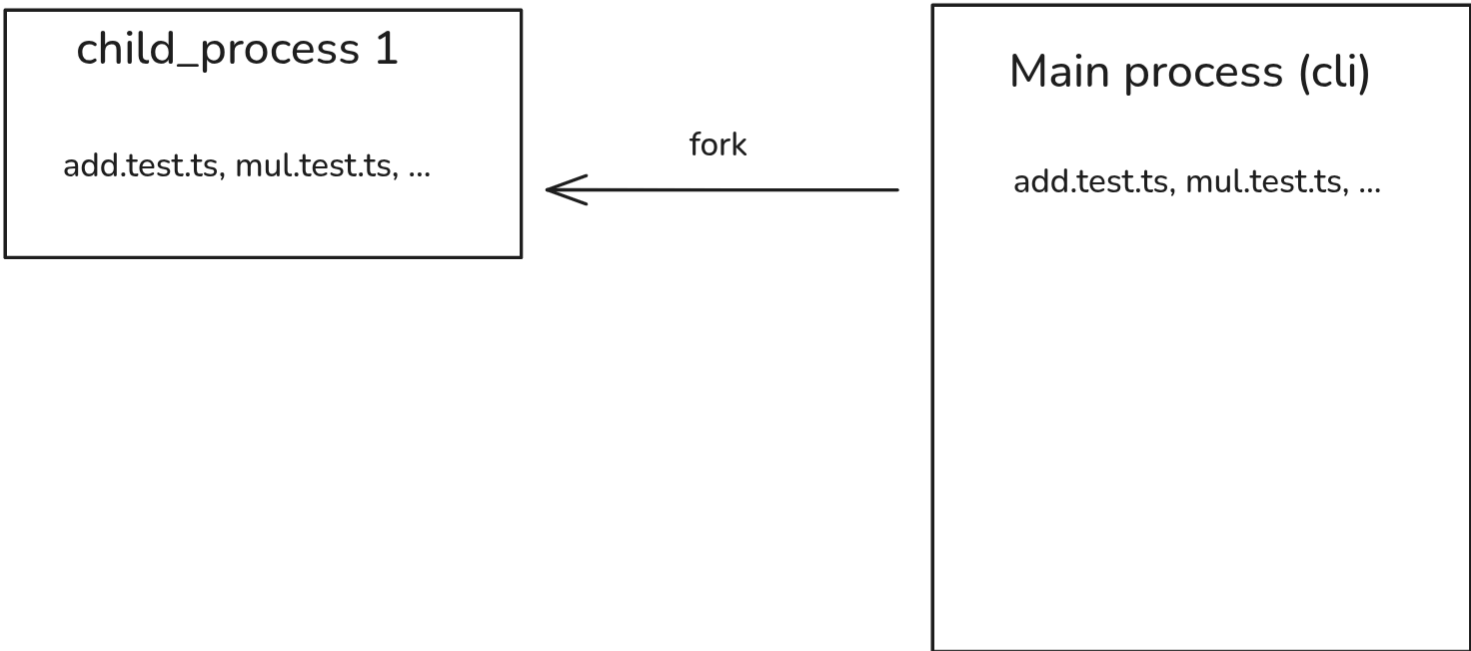 child_process 1
add.test.ts, mul.test.ts, ...
fork
Main process (cli)
add.test.ts, mul.test.ts, ...